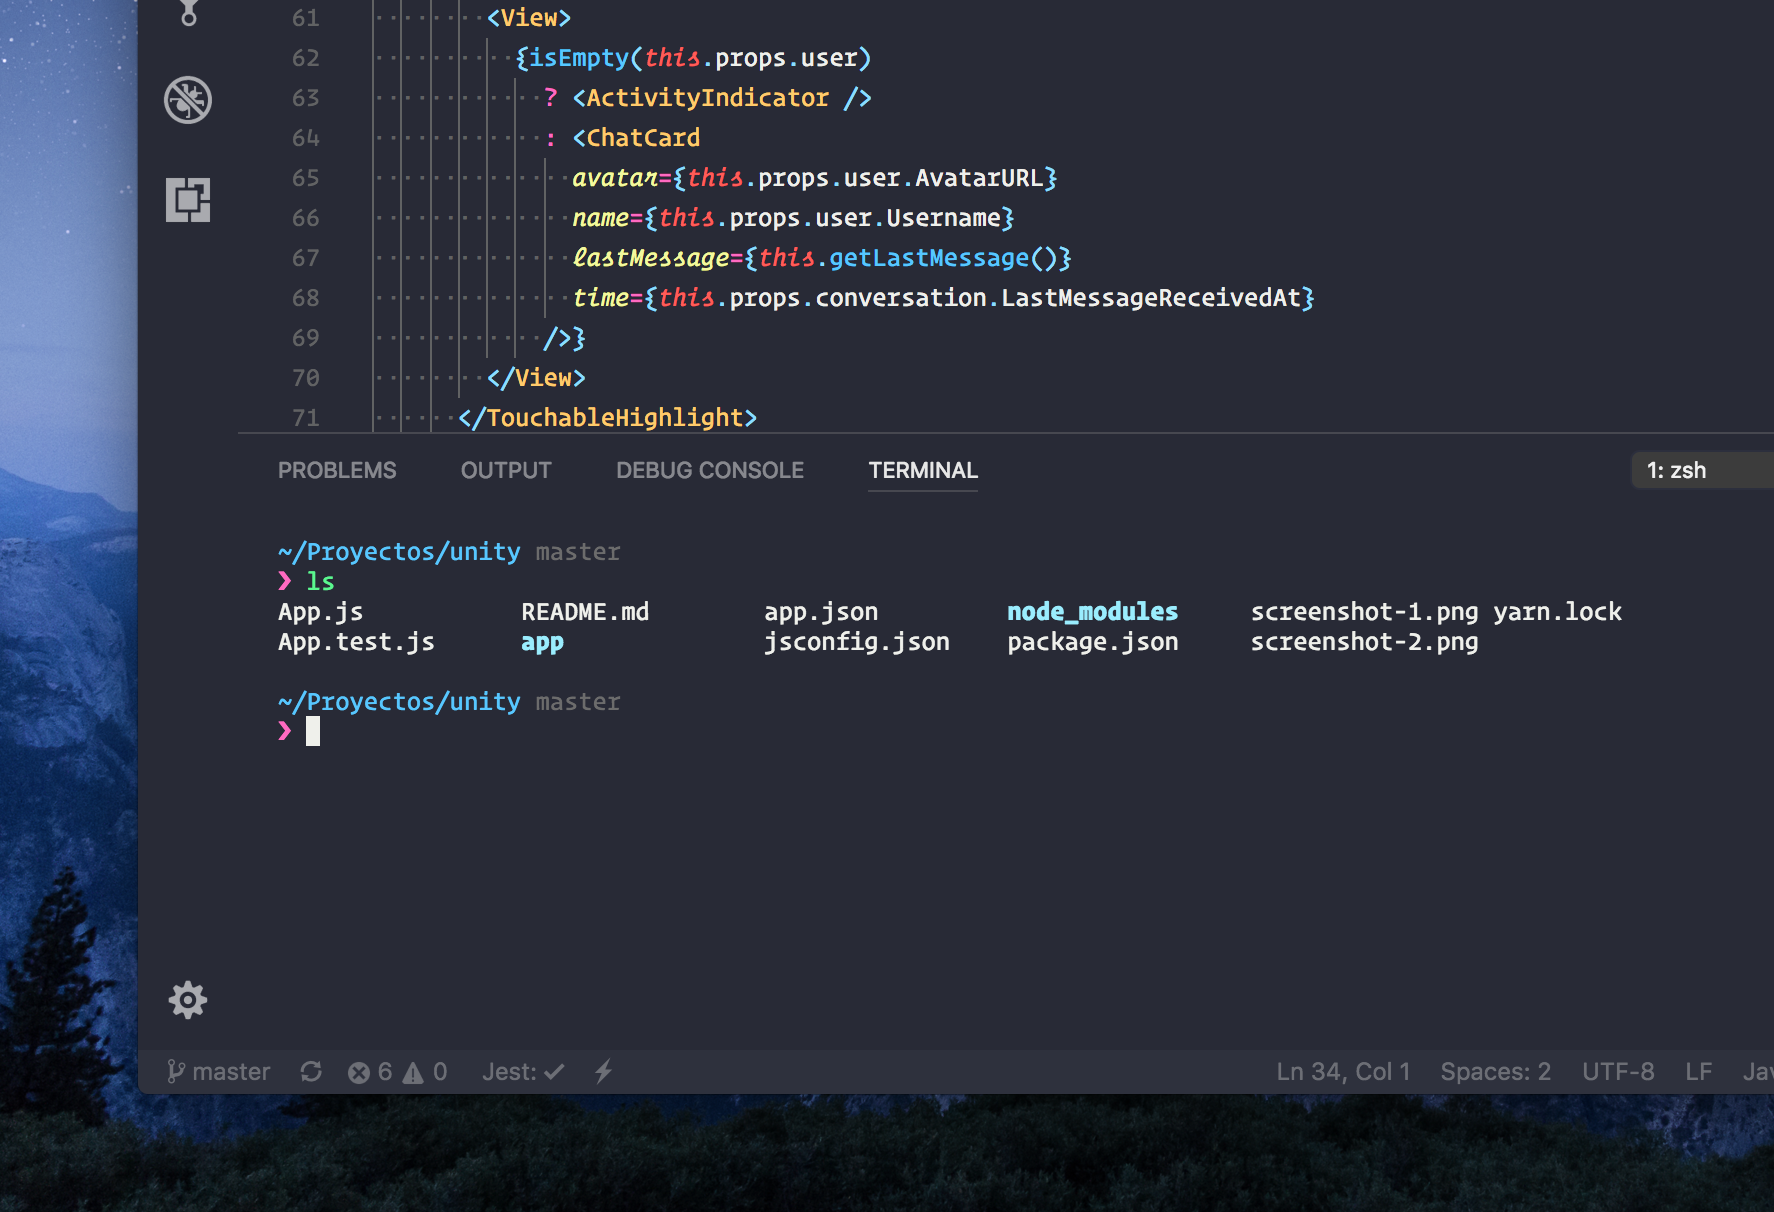 61 <View>
62 {isEmpty(this.props.user)
63 ? <ActivityIndicator />
64 : <ChatCard
65 avatar={this.props.user.AvatarURL}
66 name={this.props.user.Username}
67 lastMessage={this.getLastMessage()}
68 time={this.props.conversation.LastMessageReceivedAt}
69 />}
70 </View>
71 </TouchableHighlight>
PROBLEMS OUTPUT DEBUG CONSOLE TERMINAL 1: zsh
~/Proyectos/unity master
❯ ls
App.js README.md app.json node_modules screenshot-1.png yarn.lock
App.test.js app jsconfig.json package.json screenshot-2.png
~/Proyectos/unity master
❯
master 6 0 Jest: ✓ Ln 34, Col 1 Spaces: 2 UTF-8 LF